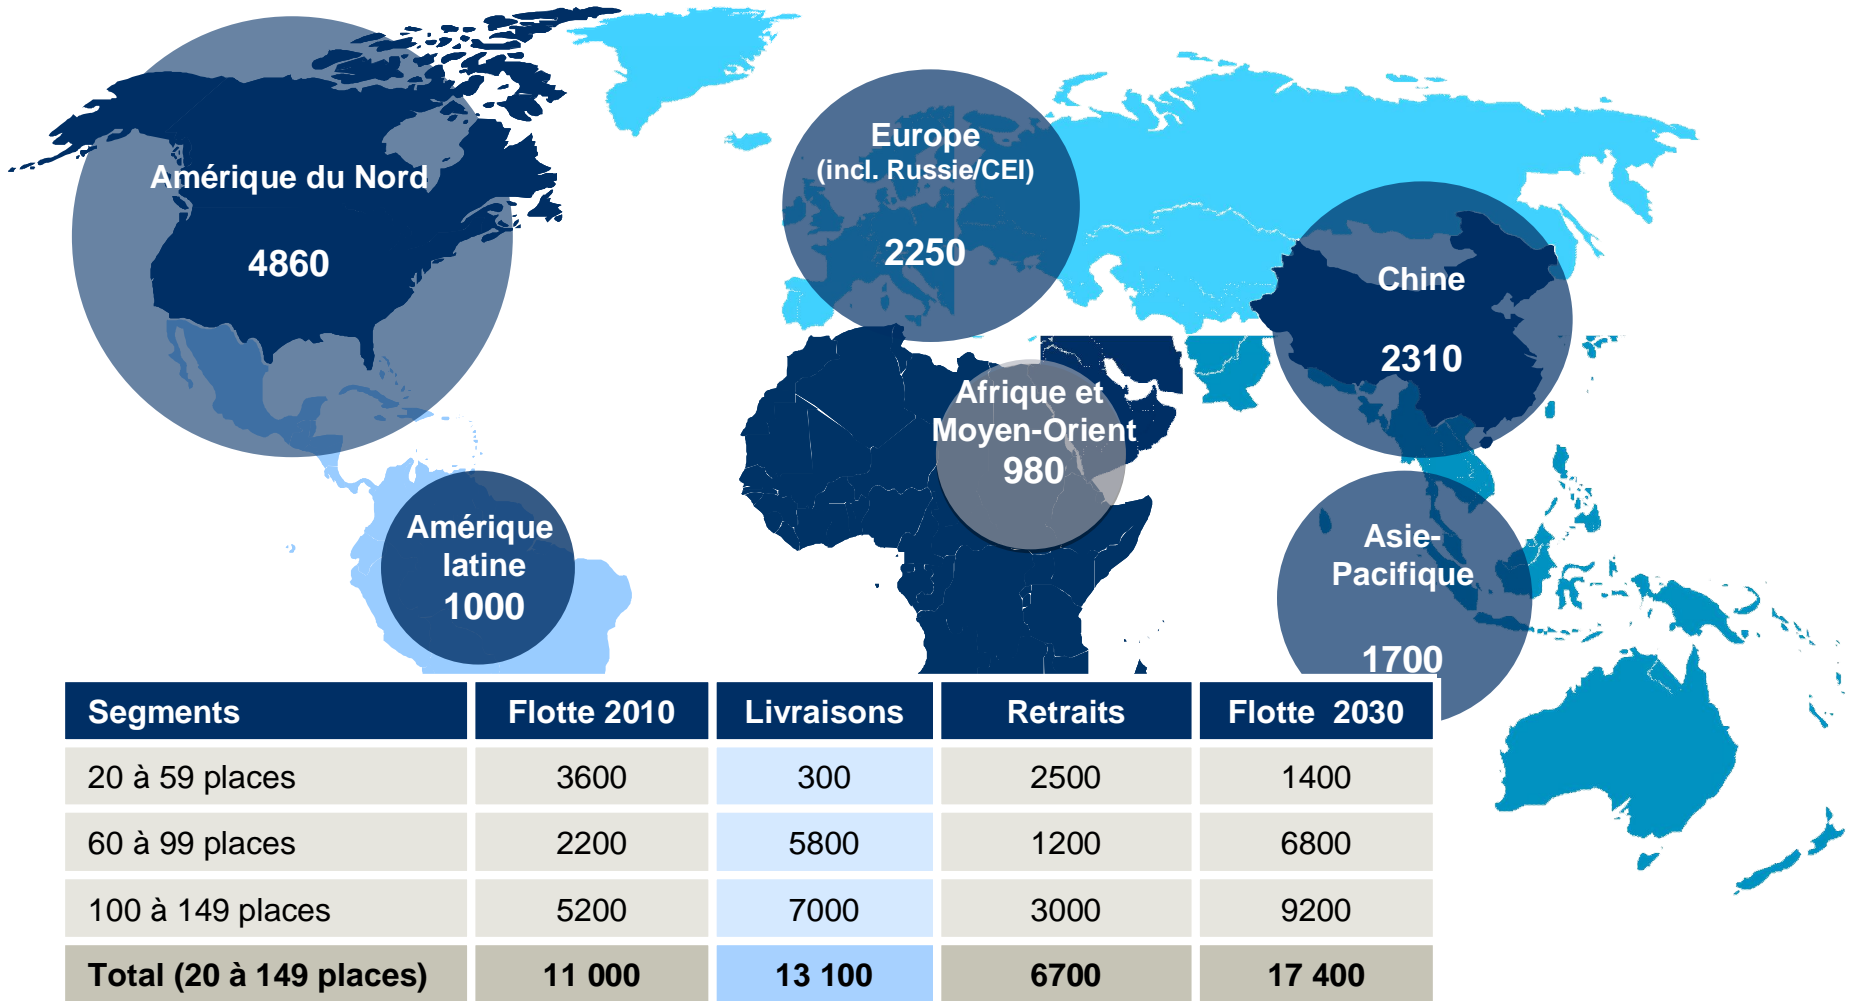 Amérique du Nord
4860
Europe
(incl. Russie/CEI)
2250
Chine
2310
Afrique et
Moyen-Orient
980
Amérique
latine
1000
Asie-
Pacifique
1700
Segments Flotte 2010 Livraisons Retraits Flotte 2030
20 à 59 places 3600 300 2500 1400
60 à 99 places 2200 5800 1200 6800
100 à 149 places 5200 7000 3000 9200
Total (20 à 149 places) 11 000 13 100 6700 17 400